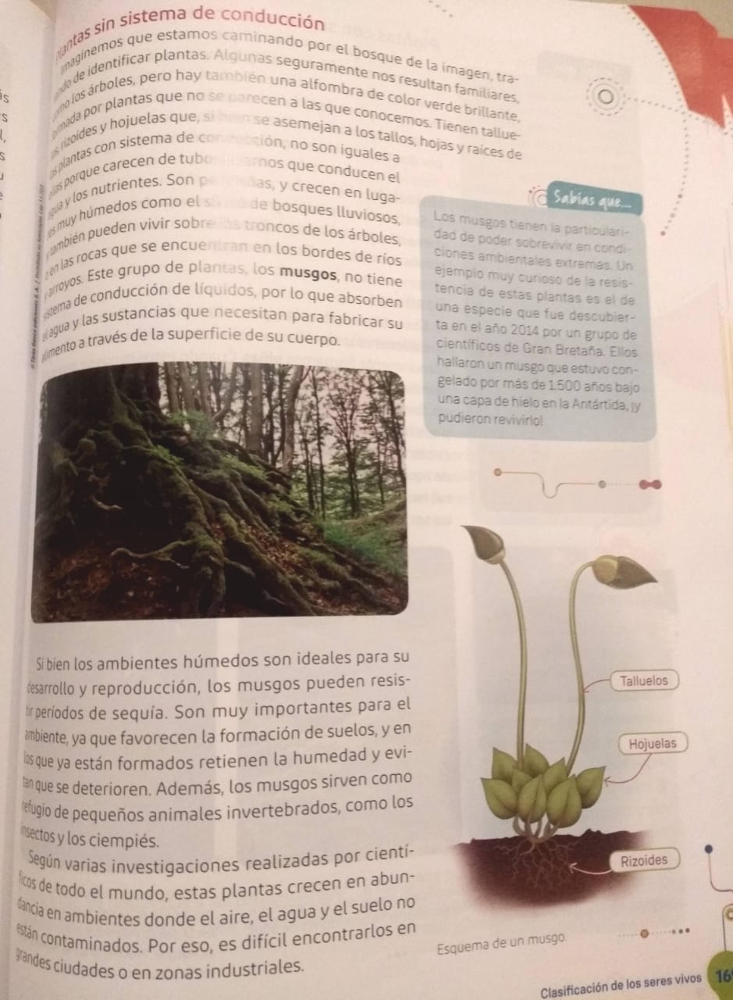 Plantas sin sistema de conducción
Imaginemos que estamos caminando por el bosque de la imagen, tra-
de identificar plantas. Algunas seguramente nos resultan familiares,
como los árboles, pero hay también una alfombra de color verde brillante,
formada por plantas que no se parecen a las que conocemos. Tienen tallue-
rizoides y hojuelas que, si bien se asemejan a los tallos, hojas y raíces de
las plantas con sistema de conducción, no son iguales a
ellas porque carecen de tubos internos que conducen el
agua y los nutrientes. Son pequeñas, y crecen en luga-
res muy húmedos como el suelo de bosques lluviosos,
y también pueden vivir sobre los troncos de los árboles,
en las rocas que se encuentran en los bordes de ríos
y arroyos. Este grupo de plantas, los musgos, no tiene
sistema de conducción de líquidos, por lo que absorben
el agua y las sustancias que necesitan para fabricar su
alimento a través de la superficie de su cuerpo.
Sabías que...
Los musgos tienen la particulari-
dad de poder sobrevivir en condi-
ciones ambientales extremas. Un
ejemplo muy curioso de la resis-
tencia de estas plantas es el de
una especie que fue descubier-
ta en el año 2014 por un grupo de
científicos de Gran Bretaña. Ellos
hallaron un musgo que estuvo con-
gelado por más de 1.500 años bajo
una capa de hielo en la Antártida, ¡y
pudieron revivirlo!
Si bien los ambientes húmedos son ideales para su
desarrollo y reproducción, los musgos pueden resis-
tir períodos de sequía. Son muy importantes para el
ambiente, ya que favorecen la formación de suelos, y en
los que ya están formados retienen la humedad y evi-
tan que se deterioren. Además, los musgos sirven como
refugio de pequeños animales invertebrados, como los
insectos y los ciempiés.
Según varias investigaciones realizadas por cientí-
ficos de todo el mundo, estas plantas crecen en abun-
dancia en ambientes donde el aire, el agua y el suelo no
están contaminados. Por eso, es difícil encontrarlos en
grandes ciudades o en zonas industriales.
Talluelos
Hojuelas
Rizoides
Esquema de un musgo.
Clasificación de los seres vivos